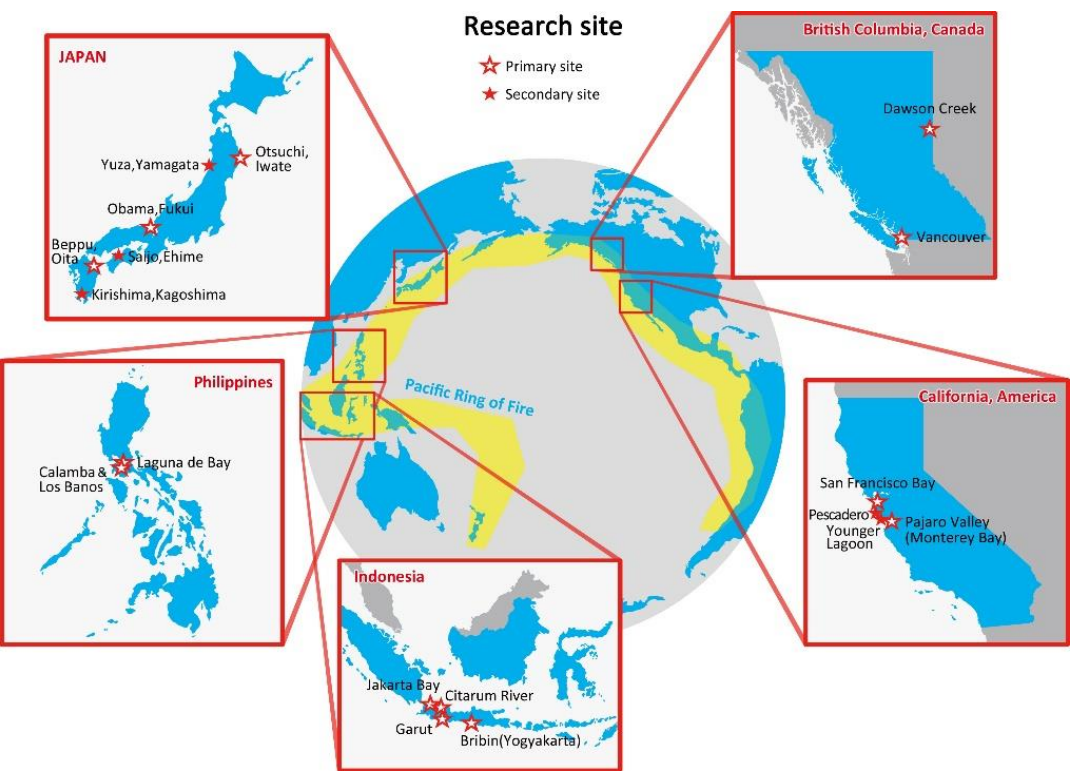 Research site
Primary site
Secondary site
JAPAN
Yuza,Yamagata
Otsuchi,
Iwate
Obama,Fukui
Beppu,
Oita
Saijo,Ehime
Kirishima,Kagoshima
British Columbia, Canada
Dawson Creek
Vancouver
Pacific Ring of Fire
Philippines
Laguna de Bay
Calamba &
Los Banos
California, America
San Francisco Bay
Pescadero
Younger
Lagoon
Pajaro Valley
(Monterey Bay)
Indonesia
Jakarta Bay
Citarum River
Garut
Bribin(Yogyakarta)